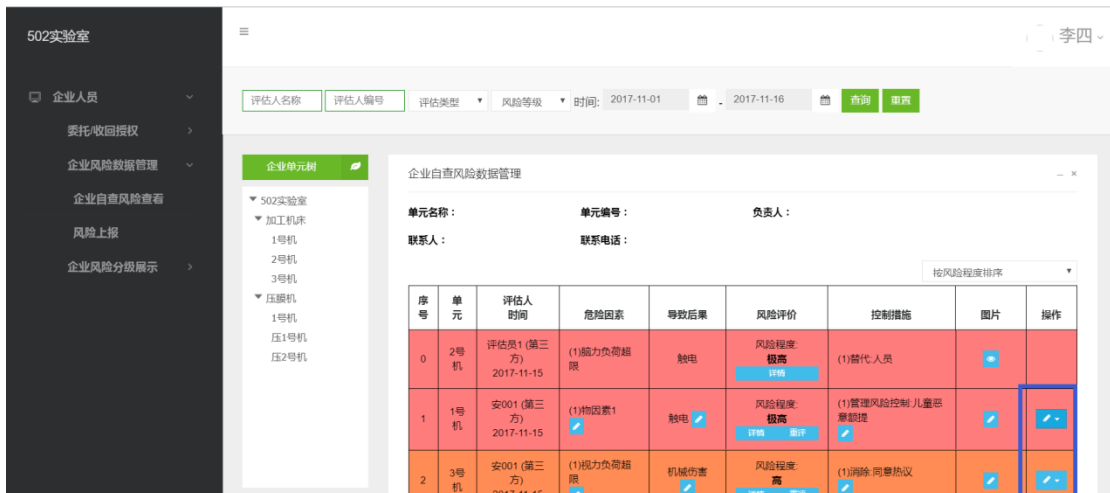 502实验室
李四
企业人员
委托/收回授权
企业风险数据管理
企业自查风险查看
风险上报
企业风险分级展示
评估人名称 评估人编号 评估类型 风险等级 时间: 2017-11-01 - 2017-11-16 查询 重置
企业单元树
502实验室
加工机床
1号机
2号机
3号机
压膜机
1号机
压1号机
压2号机
企业自查风险数据管理
单元名称： 单元编号： 负责人：
联系人： 联系电话：
按风险程度排序
序号 单元 评估人时间 危险因素 导致后果 风险评价 控制措施 图片 操作
0 2号机 评估员1 (第三方) 2017-11-15 (1)脑力负荷超限 触电 风险程度: 极高 详情 (1)替代:人员
1 1号机 安001 (第三方) 2017-11-15 (1)物因素1 触电 风险程度: 极高 详情 重评 (1)管理风险控制:儿童恶意额提
2 3号机 安001 (第三方) 2017-11-15 (1)视力负荷超限 机械伤害 风险程度: 高 详情 重评 (1)消除:同意热议